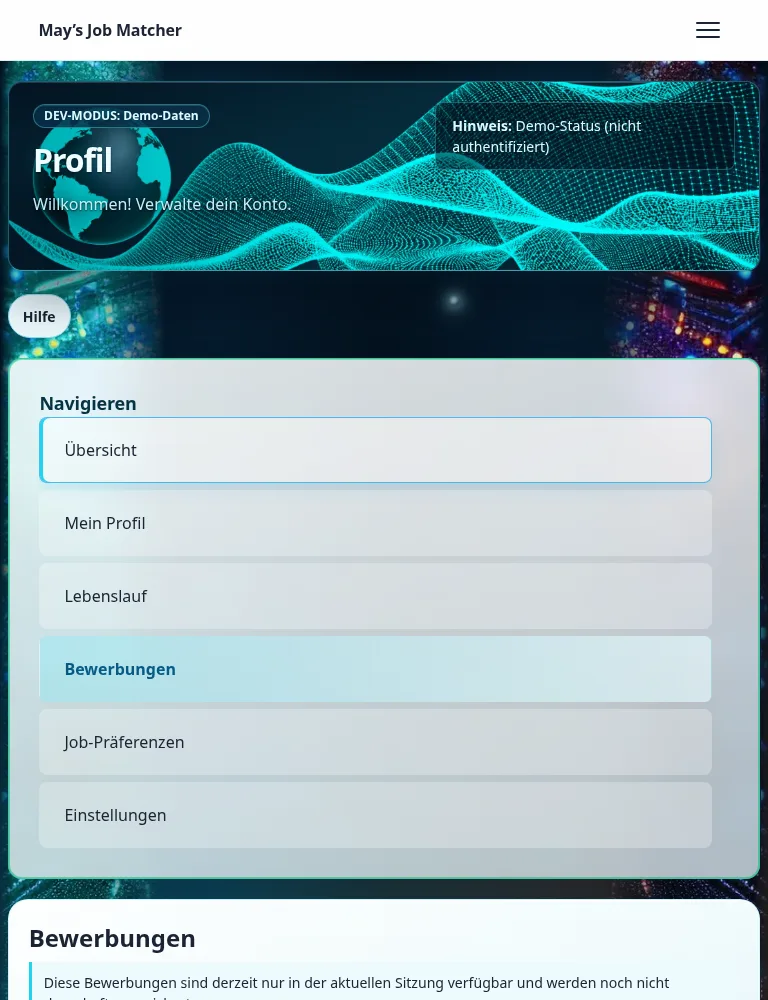 May’s Job Matcher
DEV-MODUS: Demo-Daten
Profil
Willkommen! Verwalte dein Konto.
Hinweis: Demo-Status (nicht
authentifiziert)
Hilfe
Navigieren
Übersicht
Mein Profil
Lebenslauf
Bewerbungen
Job-Präferenzen
Einstellungen
Bewerbungen
Diese Bewerbungen sind derzeit nur in der aktuellen Sitzung verfügbar und werden noch nicht